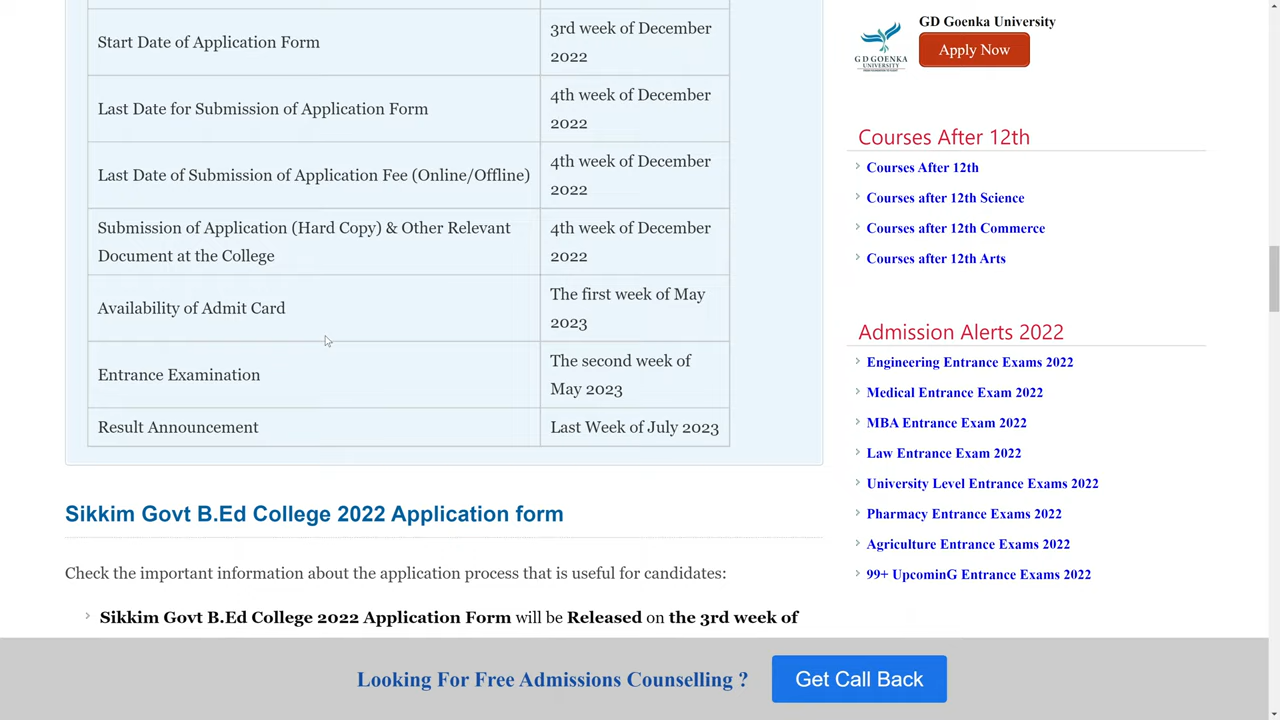 Start Date of Application Form
3rd week of December
2022
Last Date for Submission of Application Form
4th week of December
2022
Last Date of Submission of Application Fee (Online/Offline)
4th week of December
2022
Submission of Application (Hard Copy) & Other Relevant
Document at the College
4th week of December
2022
Availability of Admit Card
The first week of May
2023
Entrance Examination
The second week of
May 2023
Result Announcement
Last Week of July 2023
Sikkim Govt B.Ed College 2022 Application form
Check the important information about the application process that is useful for candidates:
Sikkim Govt B.Ed College 2022 Application Form will be Released on the 3rd week of
GD GOENKA
UNIVERSITY
GD Goenka University
Apply Now
Courses After 12th
Courses After 12th
Courses after 12th Science
Courses after 12th Commerce
Courses after 12th Arts
Admission Alerts 2022
Engineering Entrance Exams 2022
Medical Entrance Exam 2022
MBA Entrance Exam 2022
Law Entrance Exam 2022
University Level Entrance Exams 2022
Pharmacy Entrance Exams 2022
Agriculture Entrance Exams 2022
99+ UpcominG Entrance Exams 2022
Looking For Free Admissions Counselling ?
Get Call Back